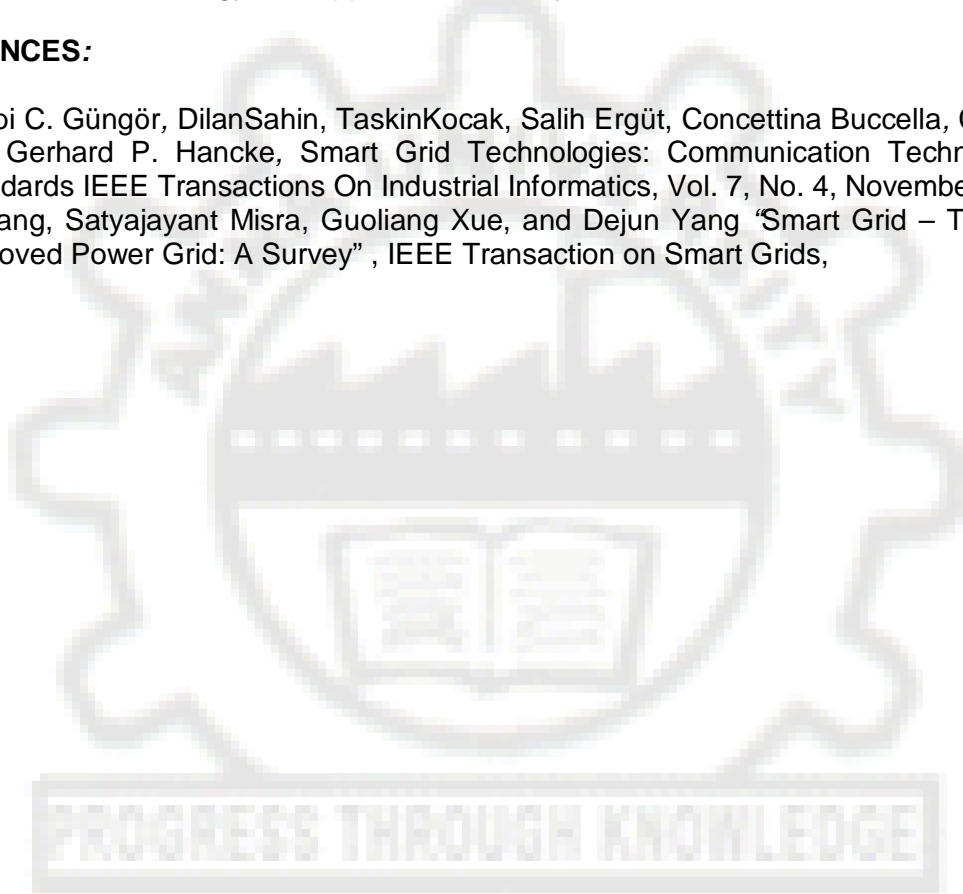 NCES:
oi C. Güngör, DilanSahin, TaskinKocak, Salih Ergüt, Concettina Buccella, C
Gerhard P. Hancke, Smart Grid Technologies: Communication Techn
dards IEEE Transactions On Industrial Informatics, Vol. 7, No. 4, Novembe
ang, Satyajayant Misra, Guoliang Xue, and Dejun Yang “Smart Grid – T
oved Power Grid: A Survey” , IEEE Transaction on Smart Grids,
PROGRESS THROUGH KNOWLEDGE